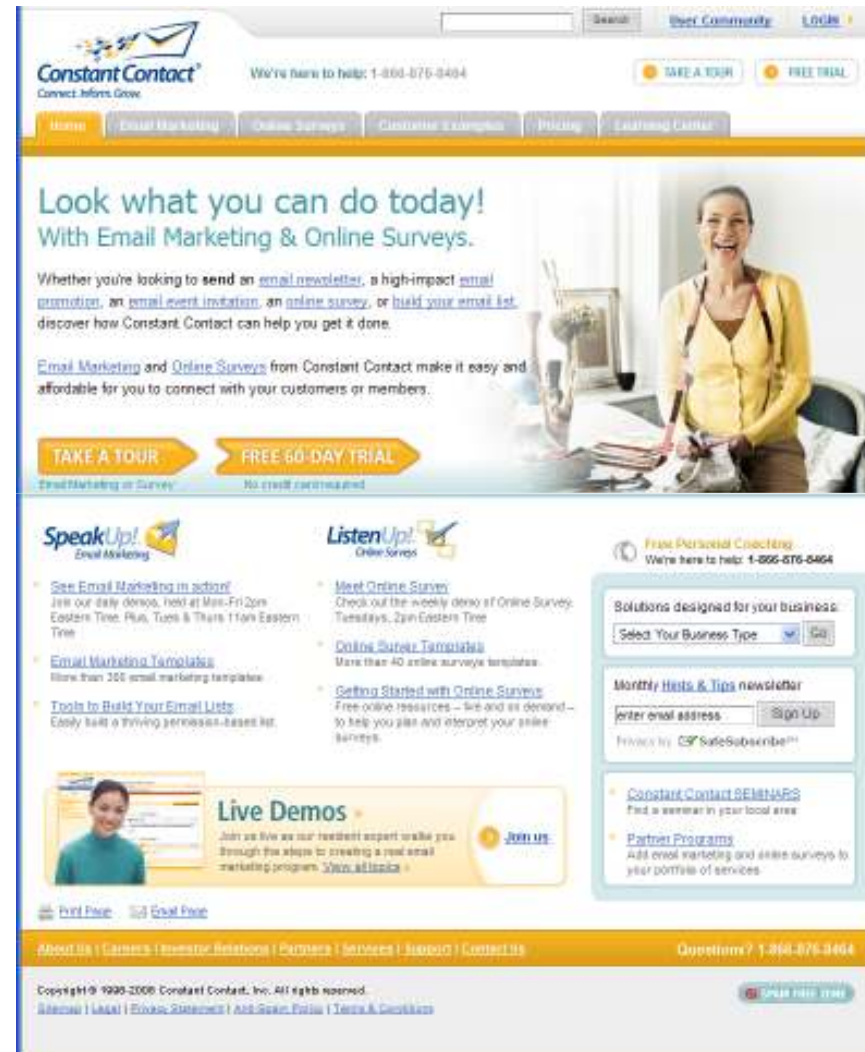 Search User Community LOGIN
Constant Contact®
Connect. Inform. Grow.
We're here to help: 1-866-876-8464
TAKE A TOUR FREE TRIAL
Home Email Marketing Online Surveys Customer Examples Pricing Learning Center
Look what you can do today!
With Email Marketing & Online Surveys.
Whether you're looking to send an email newsletter, a high-impact email
promotion, an email event invitation, an online survey, or build your email list,
discover how Constant Contact can help you get it done.
Email Marketing and Online Surveys from Constant Contact make it easy and
affordable for you to connect with your customers or members.
TAKE A TOUR FREE 60-DAY TRIAL
Email Marketing or Survey No credit card required
SpeakUp!
Email Marketing
See Email Marketing in action!
Join our daily demos, held at Mon-Fri 2pm
Eastern Time. Plus, Tues & Thurs 11am Eastern
Time
Email Marketing Templates
More than 300 email marketing templates.
Tools to Build Your Email Lists
Easily build a thriving permission-based list.
ListenUp!
Online Surveys
Meet Online Survey
Check out the weekly demo of Online Survey,
Tuesdays, 2pm Eastern Time
Online Survey Templates
More than 40 online surveys templates.
Getting Started with Online Surveys
Free online resources – live and on demand –
to help you plan and interpret your online
surveys.
Free Personal Coaching
We're here to help: 1-866-876-8464
Solutions designed for your business:
Select Your Business Type Go
Monthly Hints & Tips newsletter
enter email address Sign Up
Privacy by SafeSubscribe℠
Constant Contact SEMINARS
Find a seminar in your local area
Partner Programs
Add email marketing and online surveys to
your portfolio of services
Live Demos
Join us live as our resident expert walks you
through the steps to creating a real email
marketing program. View all topics
Join us
Print Page Email Page
About Us | Careers | Investor Relations | Partners | Services | Support | Contact Us
Questions? 1-866-876-8464
Copyright © 1996-2008 Constant Contact, Inc. All rights reserved.
Sitemap | Legal | Privacy Statement | Anti-Spam Policy | Terms & Conditions
SPAM FREE ZONE